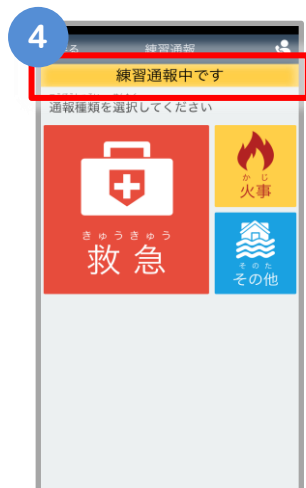 4
練習通報
練習通報中です
通報種類を選択してください
きゅうきゅう
救急
かじ
火事
そのた
その他